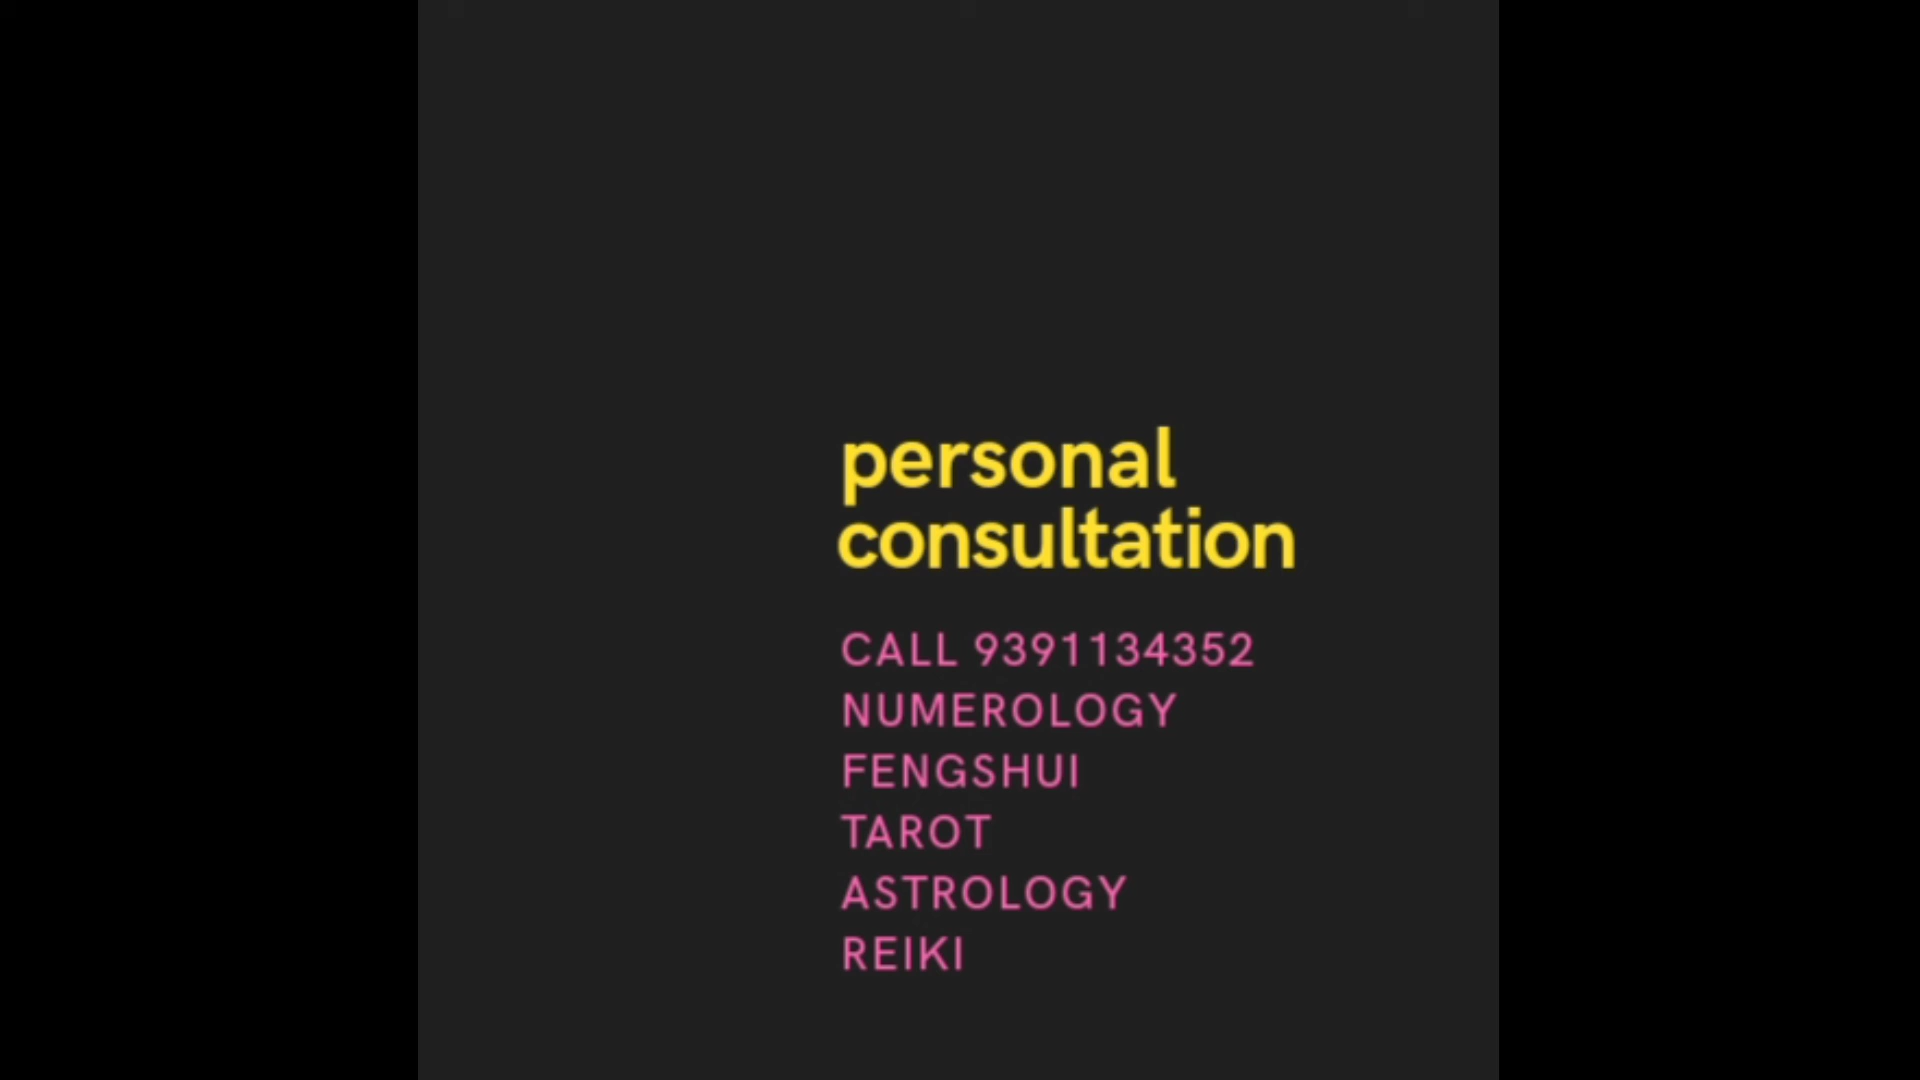 personal
consultation
CALL 9391134352
NUMEROLOGY
FENGSHUI
TAROT
ASTROLOGY
REIKI